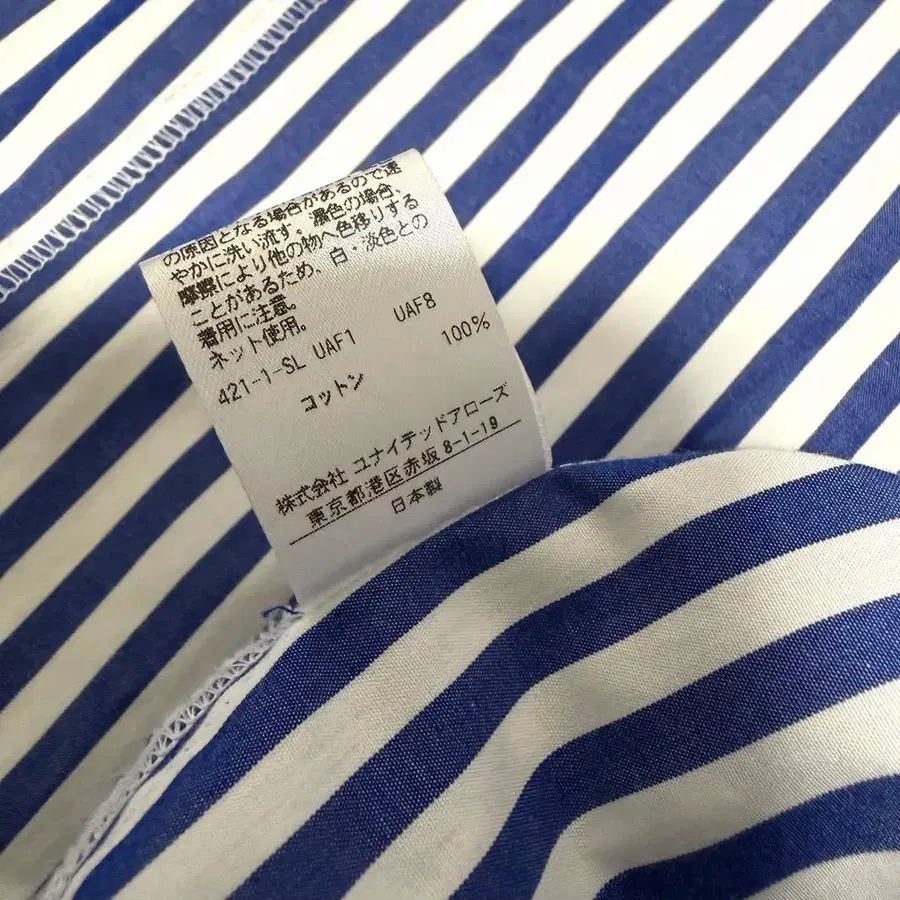 の原因となる場合があるので速
やかに洗い流す。濃色の場合、
摩擦により他の物へ色移りする
ことがあるため、白・淡色との
着用に注意。
ネット使用。
421-1-SL UAF1 UAF8
コットン 100%
株式会社 ユナイテッドアローズ
東京都港区赤坂 8-1-19
日本製